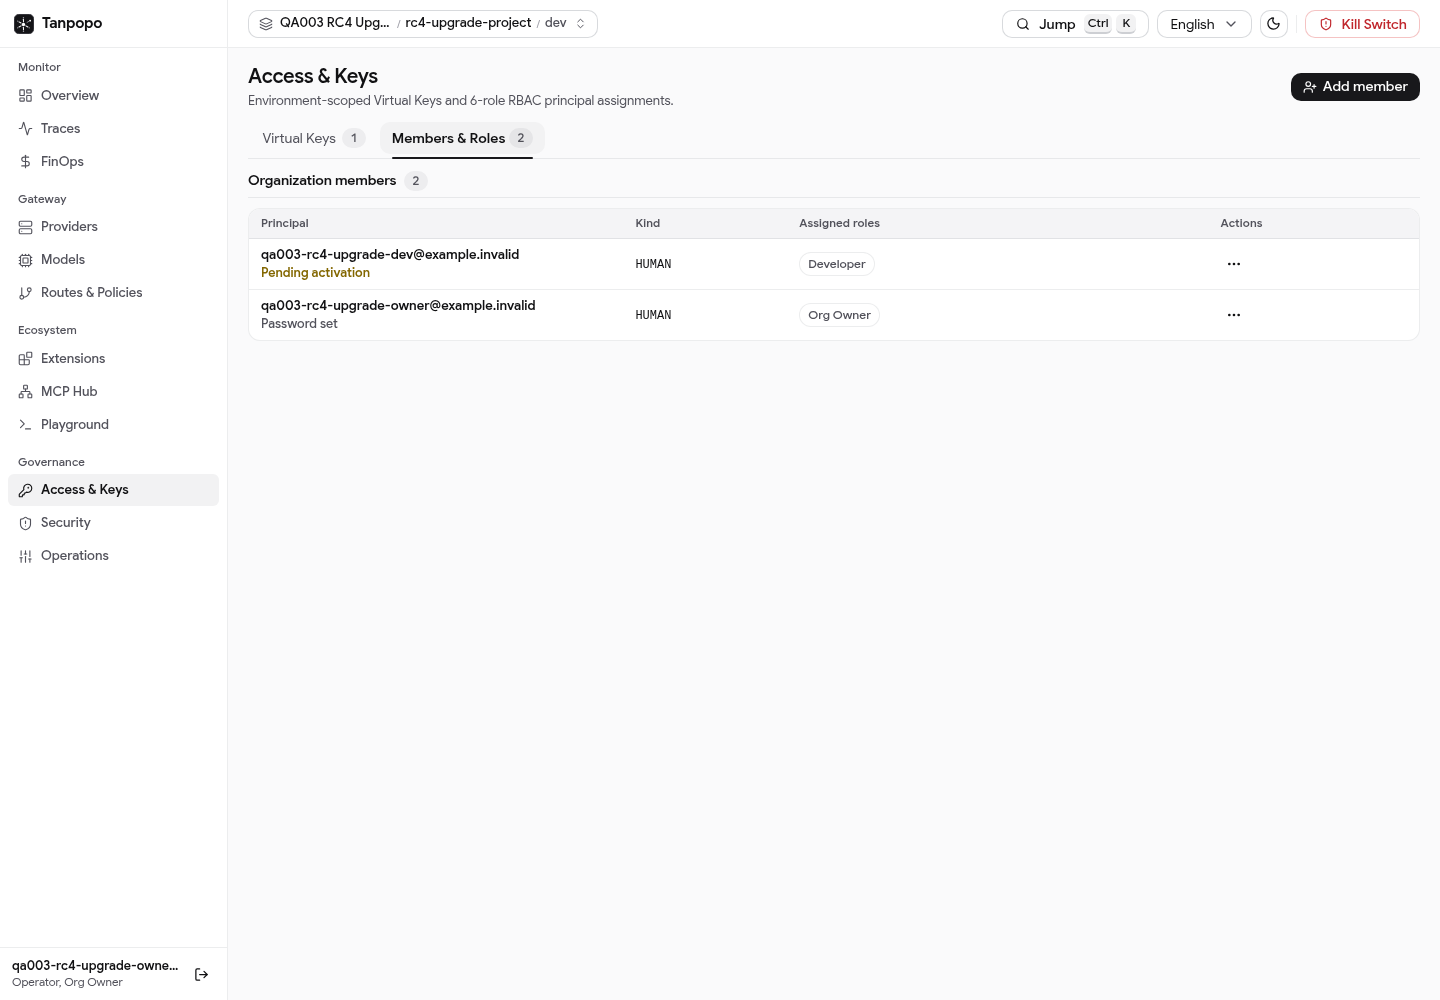 Tanpopo
QA003 RC4 Upg... / rc4-upgrade-project / dev
Jump Ctrl K
English
Kill Switch
Monitor
Overview
Traces
FinOps
Gateway
Providers
Models
Routes & Policies
Ecosystem
Extensions
MCP Hub
Playground
Governance
Access & Keys
Security
Operations
qa003-rc4-upgrade-owne...
Operator, Org Owner
Access & Keys
Environment-scoped Virtual Keys and 6-role RBAC principal assignments.
Add member
Virtual Keys 1
Members & Roles 2
Organization members 2
Principal Kind Assigned roles Actions
qa003-rc4-upgrade-dev@example.invalid
Pending activation
HUMAN
Developer
qa003-rc4-upgrade-owner@example.invalid
Password set
HUMAN
Org Owner